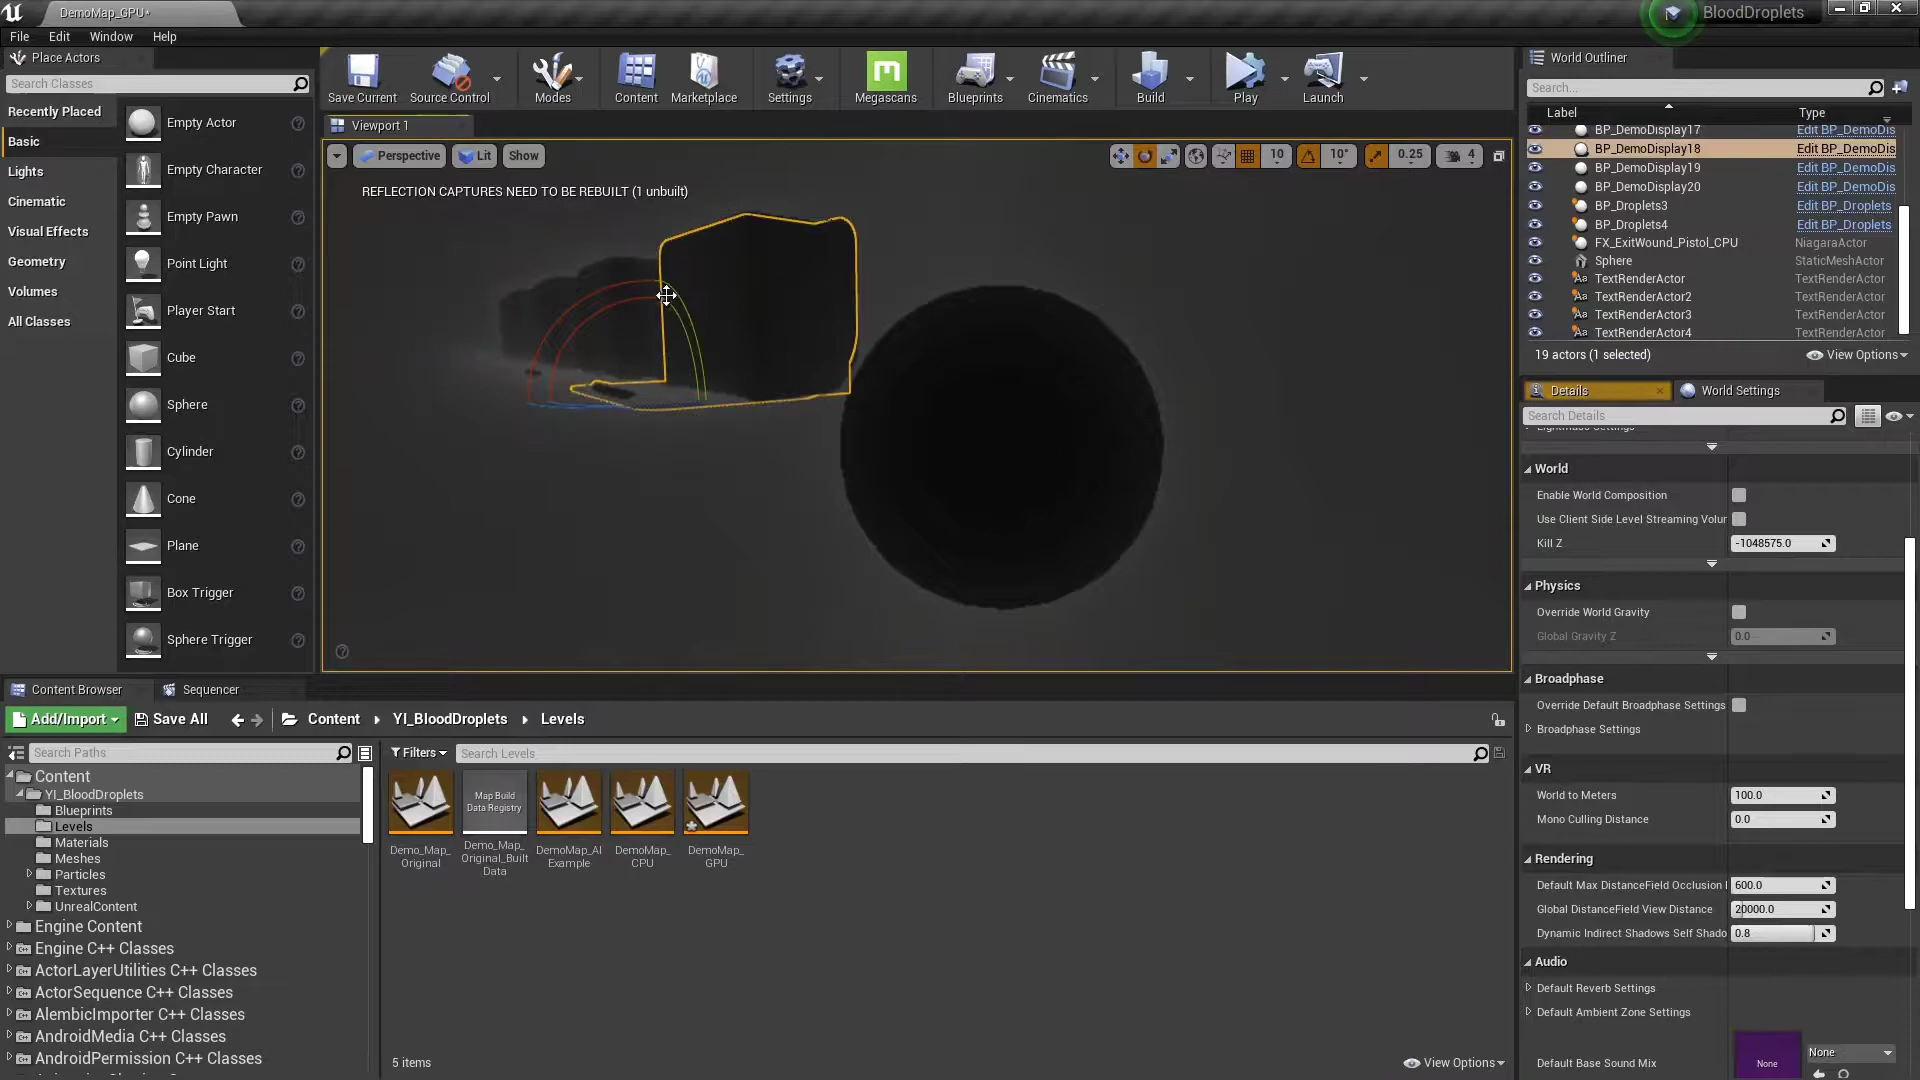 DemoMap_GPU•
BloodDroplets
File Edit Window Help
Place Actors
Search Classes
Recently Placed
Basic
Lights
Cinematic
Visual Effects
Geometry
Volumes
All Classes
Empty Actor
Empty Character
Empty Pawn
Point Light
Player Start
Cube
Sphere
Cylinder
Cone
Plane
Box Trigger
Sphere Trigger
Save Current
Source Control
Modes
Content
Marketplace
Settings
Megascans
Blueprints
Cinematics
Build
Play
Launch
Viewport 1
Perspective Lit Show
10 10° 0.25 4
REFLECTION CAPTURES NEED TO BE REBUILT (1 unbuilt)
World Outliner
Search...
Label Type
BP_DemoDisplay17 Edit BP_DemoDis
BP_DemoDisplay18 Edit BP_DemoDis
BP_DemoDisplay19 Edit BP_DemoDis
BP_DemoDisplay20 Edit BP_DemoDis
BP_Droplets3 Edit BP_Droplets
BP_Droplets4 Edit BP_Droplets
FX_ExitWound_Pistol_CPU NiagaraActor
Sphere StaticMeshActor
TextRenderActor TextRenderActor
TextRenderActor2 TextRenderActor
TextRenderActor3 TextRenderActor
TextRenderActor4 TextRenderActor
19 actors (1 selected) View Options
Details World Settings
Search Details
Lightmass Settings
World
Enable World Composition
Use Client Side Level Streaming Volur
Kill Z -1048575.0
Physics
Override World Gravity
Global Gravity Z 0.0
Broadphase
Override Default Broadphase Settings
Broadphase Settings
VR
World to Meters 100.0
Mono Culling Distance 0.0
Rendering
Default Max DistanceField Occlusion 600.0
Global DistanceField View Distance 20000.0
Dynamic Indirect Shadows Self Shado 0.8
Audio
Default Reverb Settings
Default Ambient Zone Settings
Default Base Sound Mix None None
Content Browser Sequencer
Add/Import Save All Content YI_BloodDroplets Levels
Search Paths
Filters Search Levels
Content
YI_BloodDroplets
Blueprints
Levels
Materials
Meshes
Particles
Textures
UnrealContent
Engine Content
Engine C++ Classes
ActorLayerUtilities C++ Classes
ActorSequence C++ Classes
AlembicImporter C++ Classes
AndroidMedia C++ Classes
AndroidPermission C++ Classes
Map Build
Data Registry
Demo_Map_
Original
Demo_Map_
Original_Built
Data
DemoMap_AI
Example
DemoMap_
CPU
DemoMap_
GPU
5 items View Options